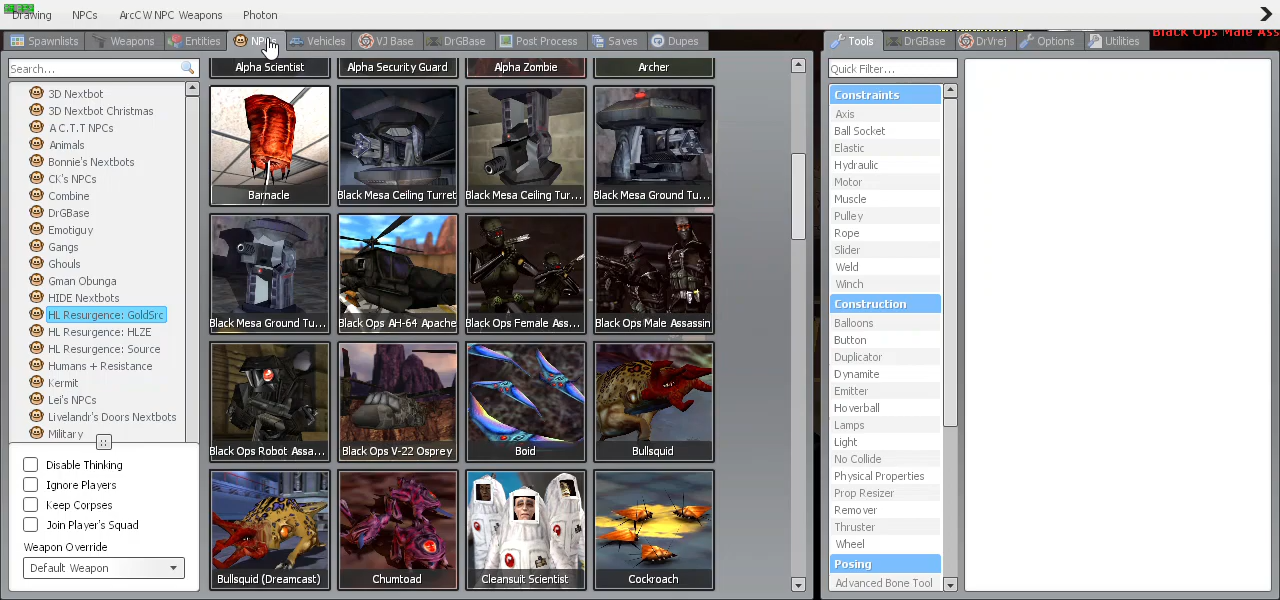 Drawing NPCs ArcCW NPC Weapons Photon
Spawnlists Weapons Entities NPCs Vehicles VJ Base DrGBase Post Process Saves Dupes
Tools DrGBase DrVrej Options Utilities
Black Ops Male Ass
Search...
3D Nextbot
3D Nextbot Christmas
A C.T.T NPCs
Animals
Bonnie's Nextbots
CK's NPCs
Combine
DrGBase
Emotiguy
Gangs
Ghouls
Gman Obunga
HIDE Nextbots
HL Resurgence: GoldSrc
HL Resurgence: HLZE
HL Resurgence: Source
Humans + Resistance
Kermit
Lei's NPCs
Livelandr's Doors Nextbots
Military
Disable Thinking
Ignore Players
Keep Corpses
Join Player's Squad
Weapon Override
Default Weapon
Alpha Scientist Alpha Security Guard Alpha Zombie Archer
Barnacle Black Mesa Ceiling Turret Black Mesa Ceiling Tur... Black Mesa Ground Tu...
Black Mesa Ground Tu... Black Ops AH-64 Apache Black Ops Female Ass... Black Ops Male Assassin
Black Ops Robot Assa... Black Ops V-22 Osprey Boid Bullsquid
Bullsquid (Dreamcast) Chumtoad Cleansuit Scientist Cockroach
Quick Filter...
Constraints
Axis
Ball Socket
Elastic
Hydraulic
Motor
Muscle
Pulley
Rope
Slider
Weld
Winch
Construction
Balloons
Button
Duplicator
Dynamite
Emitter
Hoverball
Lamps
Light
No Collide
Physical Properties
Prop Resizer
Remover
Thruster
Wheel
Posing
Advanced Bone Tool